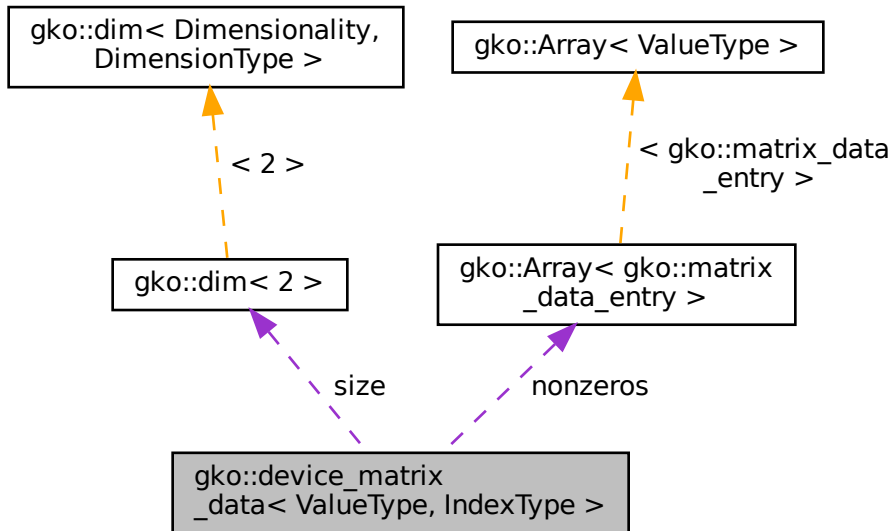 gko::dim< Dimensionality,
DimensionType >
gko::Array< ValueType >
< 2 >
< gko::matrix_data
_entry >
gko::dim< 2 >
gko::Array< gko::matrix
_data_entry >
size
nonzeros
gko::device_matrix
_data< ValueType, IndexType >